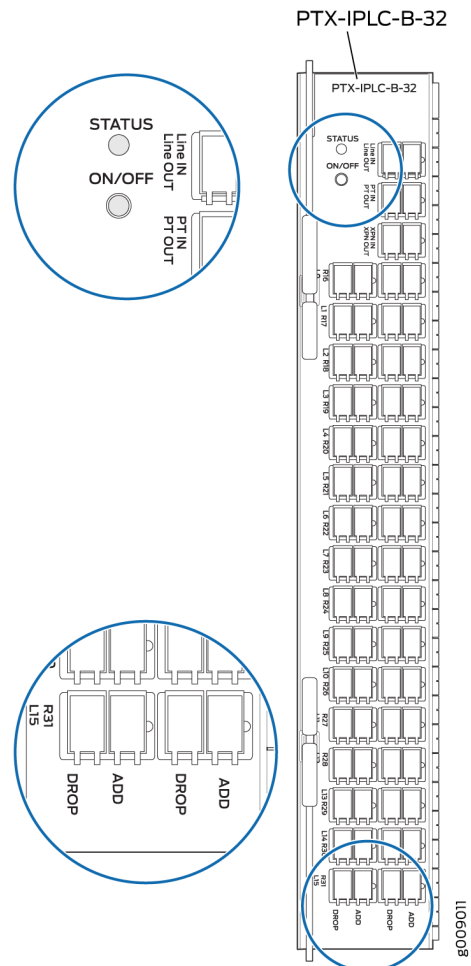 PTX-IPLC-B-32
PTX-IPLC-B-32
STATUS
ON/OFF
Line IN
Line OUT
PT IN
PT OUT
STATUS
ON/OFF
Line IN
Line OUT
PT IN
PT OUT
XPN IN
XPN OUT
R16
L1 R17
L2 R18
L3 R19
L4 R20
L5 R21
L6 R22
L7 R23
L8 R24
L9 R25
L10 R26
R27
R28
L13 R29
L14 R30
R31
L15
DROP
ADD
DROP
ADD
R31
L15
DROP
ADD
DROP
ADD
g009011